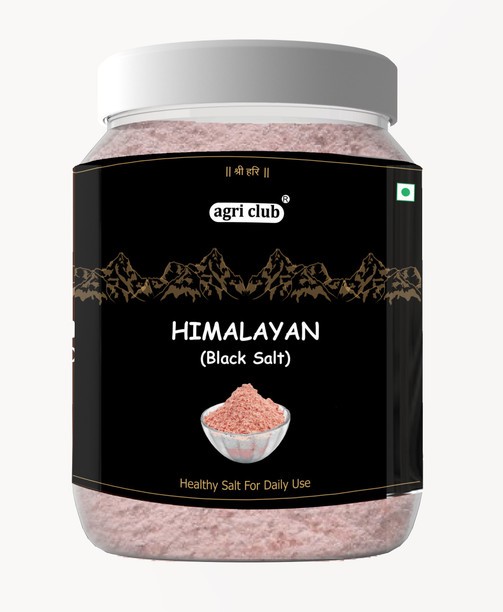 || श्री हरि ||
agri club®
HIMALAYAN
(Black Salt)
Healthy Salt For Daily Use